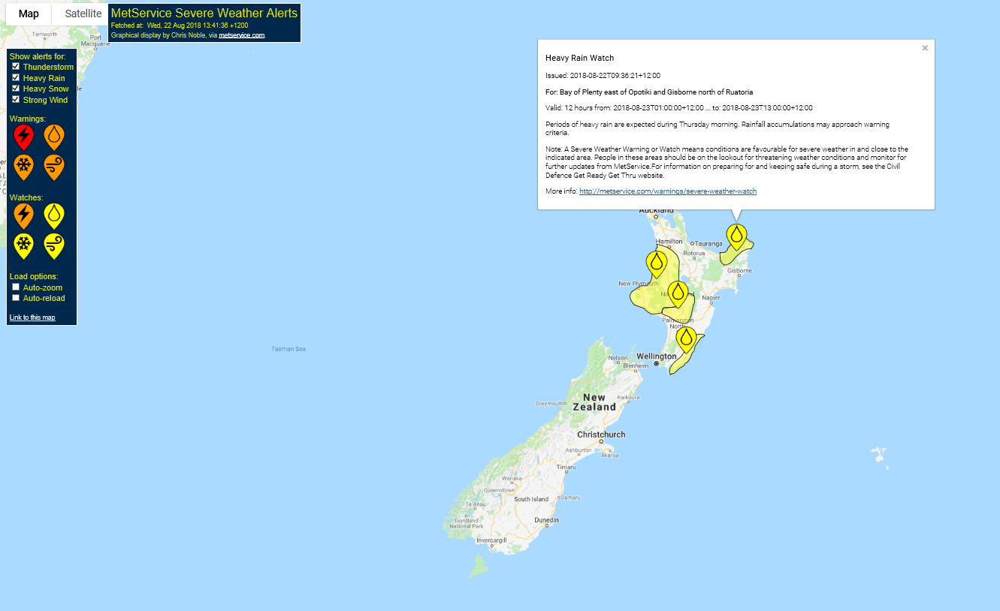 Map
Satellite
MetService Severe Weather Alerts
Fetched at: Wed, 22 Aug 2018 13:41:36 +1200
Graphical display by Chris Noble, via metservice.com.
Tamworth
Port
Macquarie
Show alerts for:
Thunderstorm
Heavy Rain
Heavy Snow
Strong Wind
Warnings:
Watches:
Load options:
Auto-zoom
Auto-reload
Link to this map
Heavy Rain Watch
Issued: 2018-08-22T09:36:21+12:00
For: Bay of Plenty east of Opotiki and Gisborne north of Ruatoria
Valid: 12 hours from: 2018-08-23T01:00:00+12:00 ... to: 2018-08-23T13:00:00+12:00
Periods of heavy rain are expected during Thursday morning. Rainfall accumulations may approach warning
criteria.
Note: A Severe Weather Warning or Watch means conditions are favourable for severe weather in and close to the
indicated area. People in these areas should be on the lookout for threatening weather conditions and monitor for
further updates from MetService.For information on preparing for and keeping safe during a storm, see the Civil
Defence Get Ready Get Thru website.
More info: http://metservice.com/warnings/severe-weather-watch
Auckland
Hamilton
Tauranga
Rotorua
Gisborne
New Plymouth
Napier
Palmerston
North
Tasman Sea
Wellington
Nelson
Blenheim
New
Zealand
Kaikoura
Greymouth
Christchurch
Ashburton
Akaroa
Timaru
Wanaka
Queenstown
South Island
Oamaru
Te Anau
Fiordland
National Park
Dunedin
Invercargill